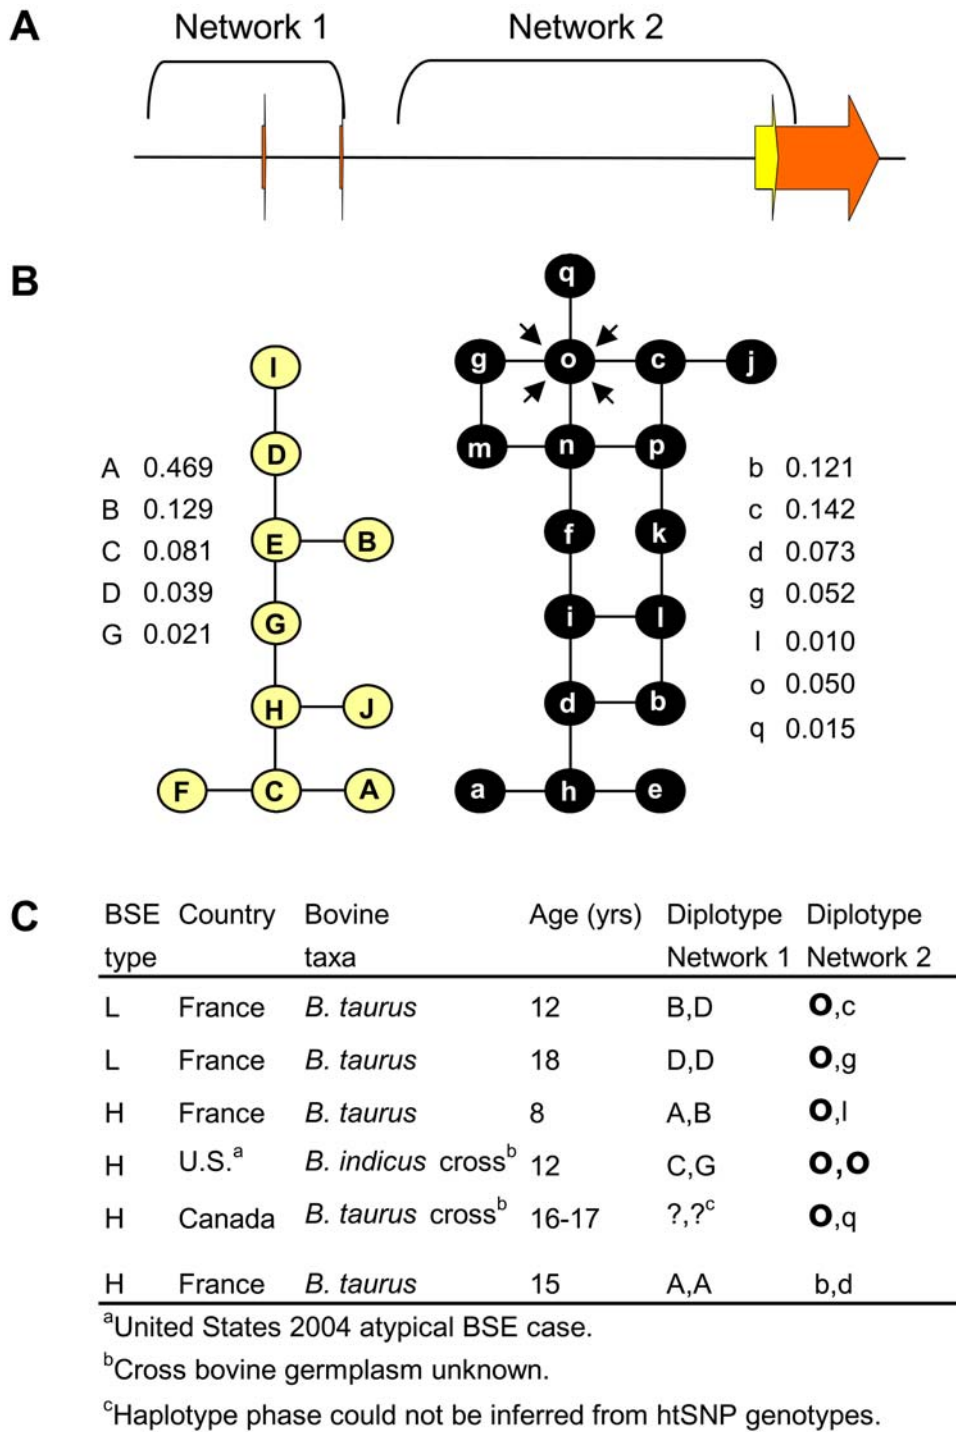 A
Network 1 Network 2
B
q
I g o c j
D m n p
A 0.469 b 0.121
B 0.129 c 0.142
E B f k
C 0.081 d 0.073
D 0.039 g 0.052
G i l
G 0.021 l 0.010
o 0.050
H J d b
q 0.015
F C A a h e
C
BSE Country Bovine Age (yrs) Diplotype Diplotype
type taxa Network 1 Network 2
L France B. taurus 12 B,D o,c
L France B. taurus 18 D,D o,g
H France B. taurus 8 A,B o,l
H U.S.a B. indicus crossb 12 C,G o,o
H Canada B. taurus crossb 16-17 ?,?c o,q
H France B. taurus 15 A,A b,d
aUnited States 2004 atypical BSE case.
bCross bovine germplasm unknown.
cHaplotype phase could not be inferred from htSNP genotypes.